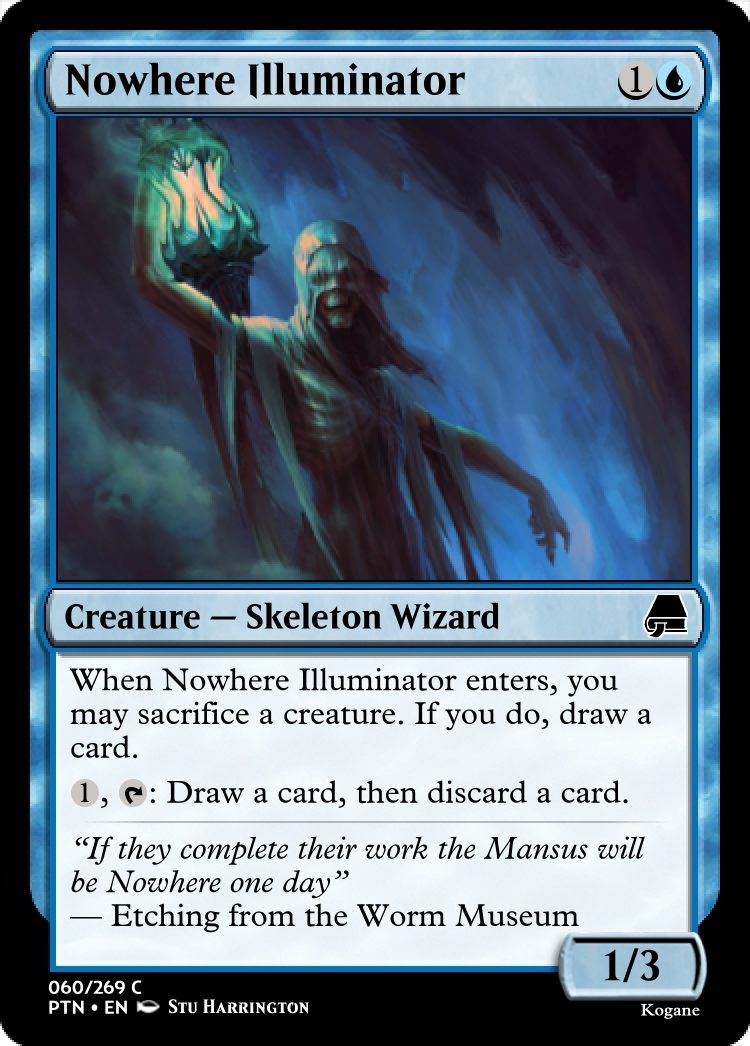 Nowhere Illuminator 1
Creature — Skeleton Wizard
When Nowhere Illuminator enters, you
may sacrifice a creature. If you do, draw a
card.
1, : Draw a card, then discard a card.
“If they complete their work the Mansus will
be Nowhere one day”
— Etching from the Worm Museum
1/3
060/269 C
PTN • EN Stu Harrington
Kogane